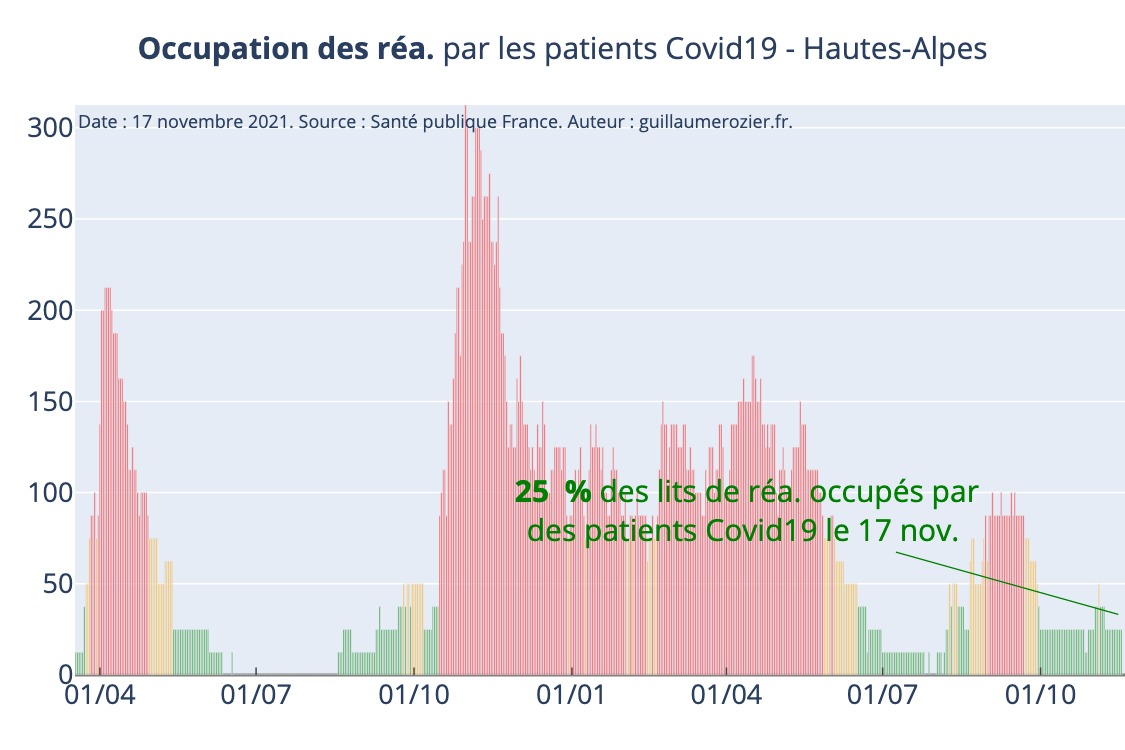 Occupation des réa. par les patients Covid19 - Hautes-Alpes
Date : 17 novembre 2021. Source : Santé publique France. Auteur : guillaumerozier.fr.
300
250
200
150
100
50
0
25 % des lits de réa. occupés par
des patients Covid19 le 17 nov.
01/04 01/07 01/10 01/01 01/04 01/07 01/10